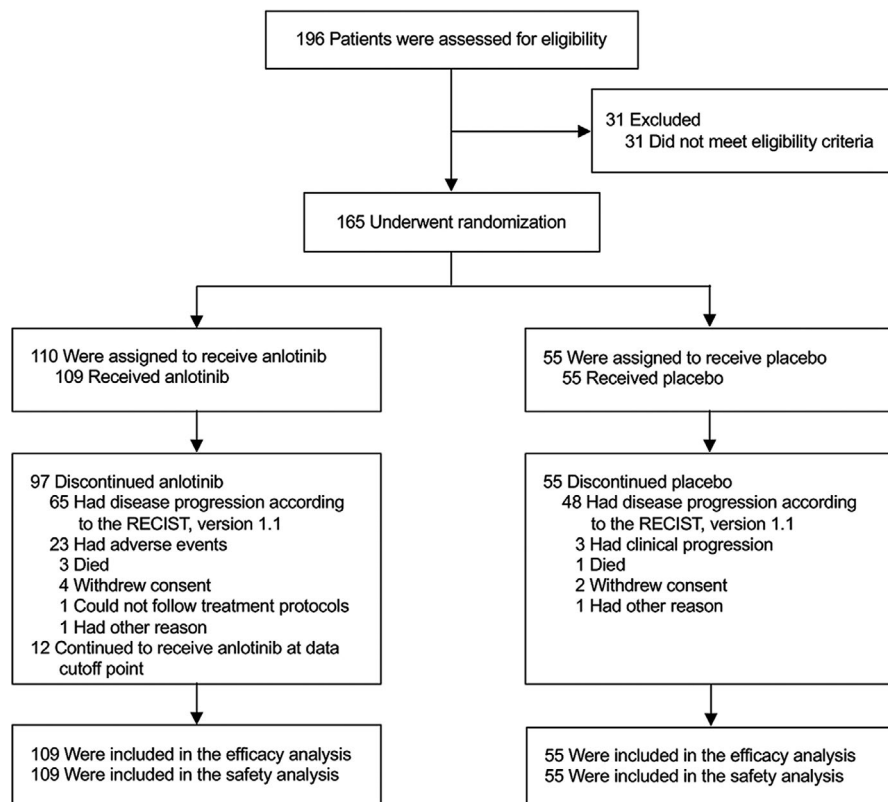 196 Patients were assessed for eligibility
31 Excluded
31 Did not meet eligibility criteria
165 Underwent randomization
110 Were assigned to receive anlotinib
109 Received anlotinib
55 Were assigned to receive placebo
55 Received placebo
97 Discontinued anlotinib
65 Had disease progression according
to the RECIST, version 1.1
23 Had adverse events
3 Died
4 Withdrew consent
1 Could not follow treatment protocols
1 Had other reason
12 Continued to receive anlotinib at data
cutoff point
55 Discontinued placebo
48 Had disease progression according
to the RECIST, version 1.1
3 Had clinical progression
1 Died
2 Withdrew consent
1 Had other reason
109 Were included in the efficacy analysis
109 Were included in the safety analysis
55 Were included in the efficacy analysis
55 Were included in the safety analysis